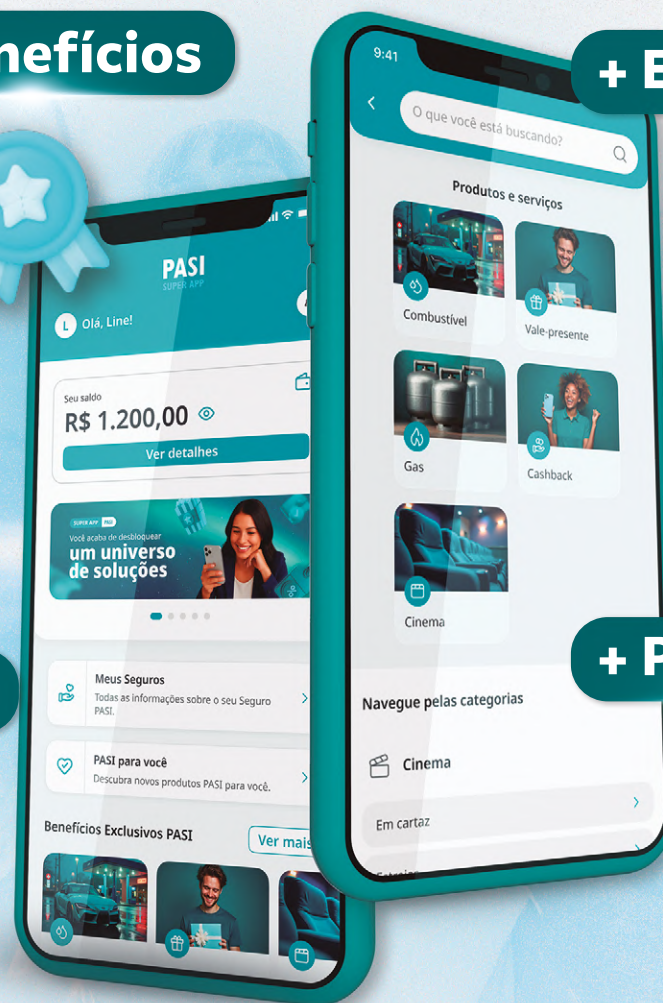 nefícios
+ E
PASI
SUPER APP
L Olá, Line!
Seu saldo
R$ 1.200,00
Ver detalhes
SUPER APP PASI
Você acaba de desbloquear
um universo
de soluções
Meus Seguros
Todas as informações sobre o seu Seguro
PASI.
PASI para você
Descubra novos produtos PASI para você.
Benefícios Exclusivos PASI
Ver mais
9:41
O que você está buscando?
Produtos e serviços
Combustível
Vale-presente
Gas
Cashback
Cinema
+ P
Navegue pelas categorias
Cinema
Em cartaz